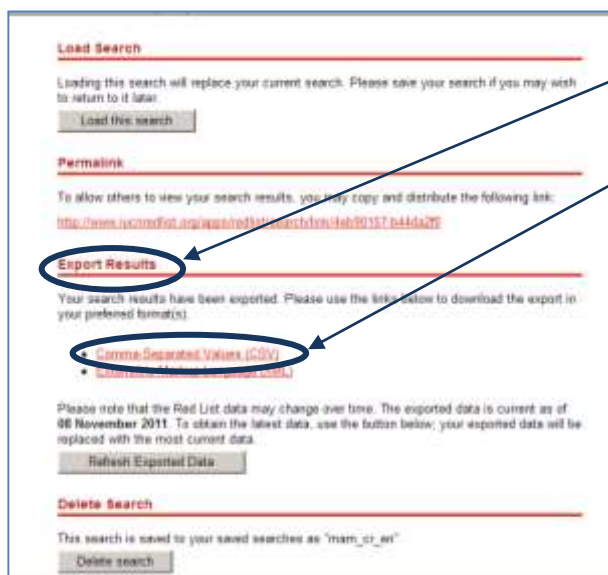 Load Search
Loading this search will replace your current search. Please save your search if you may wish
to return to it later.
Load this search
Permalink
To allow others to view your search results, you may copy and distribute the following link:
Export Results
Your search results have been exported. Please use the links below to download the export in
your preferred format(s).
Comma-Separated Values (CSV)
Please note that the Red List data may change over time. The exported data is current as of
08 November 2011. To obtain the latest data, use the button below; your exported data will be
replaced with the most current data.
Refresh Exported Data
Delete Search
This search is saved to your saved searches as "mam_cr_en"
Delete search